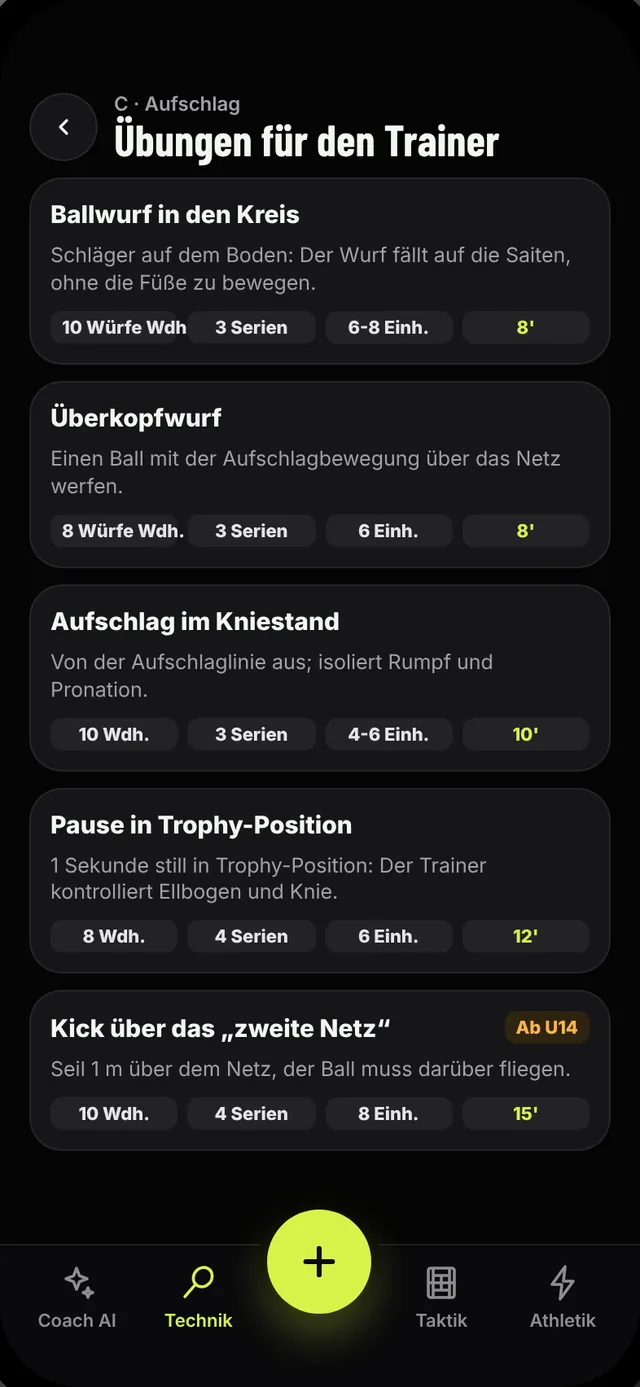 C · Aufschlag
Übungen für den Trainer
Ballwurf in den Kreis
Schläger auf dem Boden: Der Wurf fällt auf die Saiten,
ohne die Füße zu bewegen.
10 Würfe Wdh 3 Serien 6-8 Einh. 8'
Überkopfwurf
Einen Ball mit der Aufschlagbewegung über das Netz
werfen.
8 Würfe Wdh. 3 Serien 6 Einh. 8'
Aufschlag im Kniestand
Von der Aufschlaglinie aus; isoliert Rumpf und
Pronation.
10 Wdh. 3 Serien 4-6 Einh. 10'
Pause in Trophy-Position
1 Sekunde still in Trophy-Position: Der Trainer
kontrolliert Ellbogen und Knie.
8 Wdh. 4 Serien 6 Einh. 12'
Kick über das „zweite Netz“ Ab U14
Seil 1 m über dem Netz, der Ball muss darüber fliegen.
10 Wdh. 4 Serien 8 Einh. 15'
Coach AI Technik Taktik Athletik